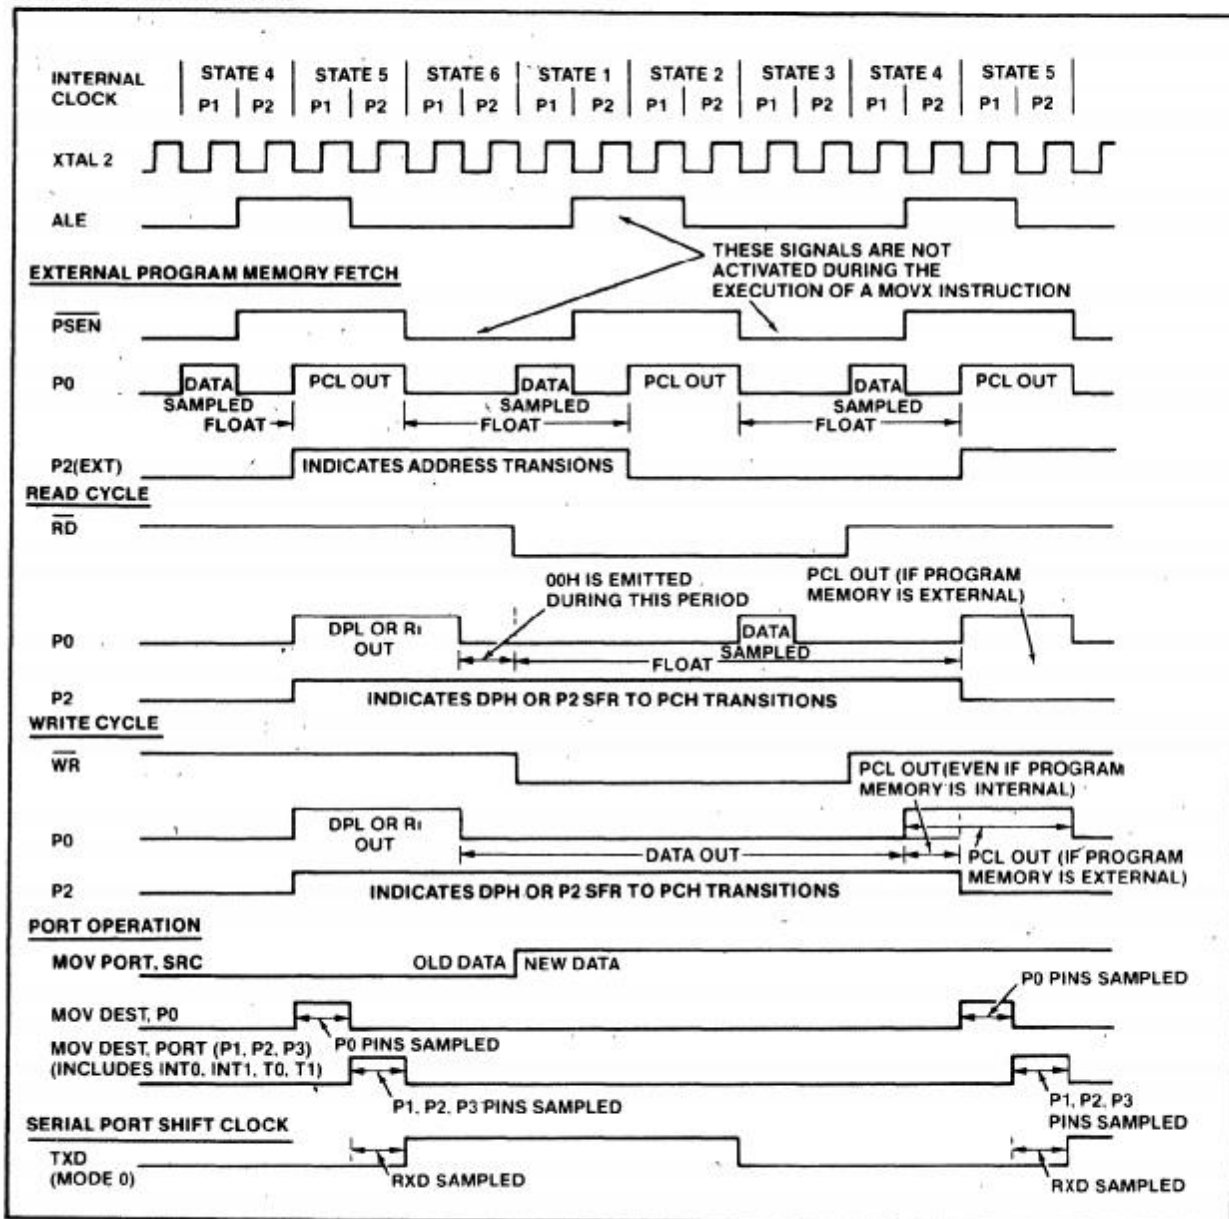 INTERNAL CLOCK
STATE 4 STATE 5 STATE 6 STATE 1 STATE 2 STATE 3 STATE 4 STATE 5
P1 P2 P1 P2 P1 P2 P1 P2 P1 P2 P1 P2 P1 P2 P1 P2
XTAL 2
ALE
THESE SIGNALS ARE NOT
ACTIVATED DURING THE
EXECUTION OF A MOVX INSTRUCTION
EXTERNAL PROGRAM MEMORY FETCH
PSEN
P0 DATA PCL OUT DATA PCL OUT DATA PCL OUT
SAMPLED SAMPLED SAMPLED
FLOAT FLOAT FLOAT
P2(EXT) INDICATES ADDRESS TRANSIONS
READ CYCLE
RD
00H IS EMITTED
DURING THIS PERIOD
PCL OUT (IF PROGRAM
MEMORY IS EXTERNAL)
P0 DPL OR Ri
OUT
DATA
SAMPLED
FLOAT
P2 INDICATES DPH OR P2 SFR TO PCH TRANSITIONS
WRITE CYCLE
WR
PCL OUT(EVEN IF PROGRAM
MEMORY IS INTERNAL)
P0 DPL OR Ri
OUT
DATA OUT
PCL OUT (IF PROGRAM
MEMORY IS EXTERNAL)
P2 INDICATES DPH OR P2 SFR TO PCH TRANSITIONS
PORT OPERATION
MOV PORT, SRC OLD DATA NEW DATA
P0 PINS SAMPLED
MOV DEST, P0
P0 PINS SAMPLED
MOV DEST, PORT (P1, P2, P3)
(INCLUDES INT0, INT1, T0, T1)
P1, P2, P3 PINS SAMPLED
P1, P2, P3
PINS SAMPLED
SERIAL PORT SHIFT CLOCK
TXD
(MODE 0)
RXD SAMPLED
RXD SAMPLED